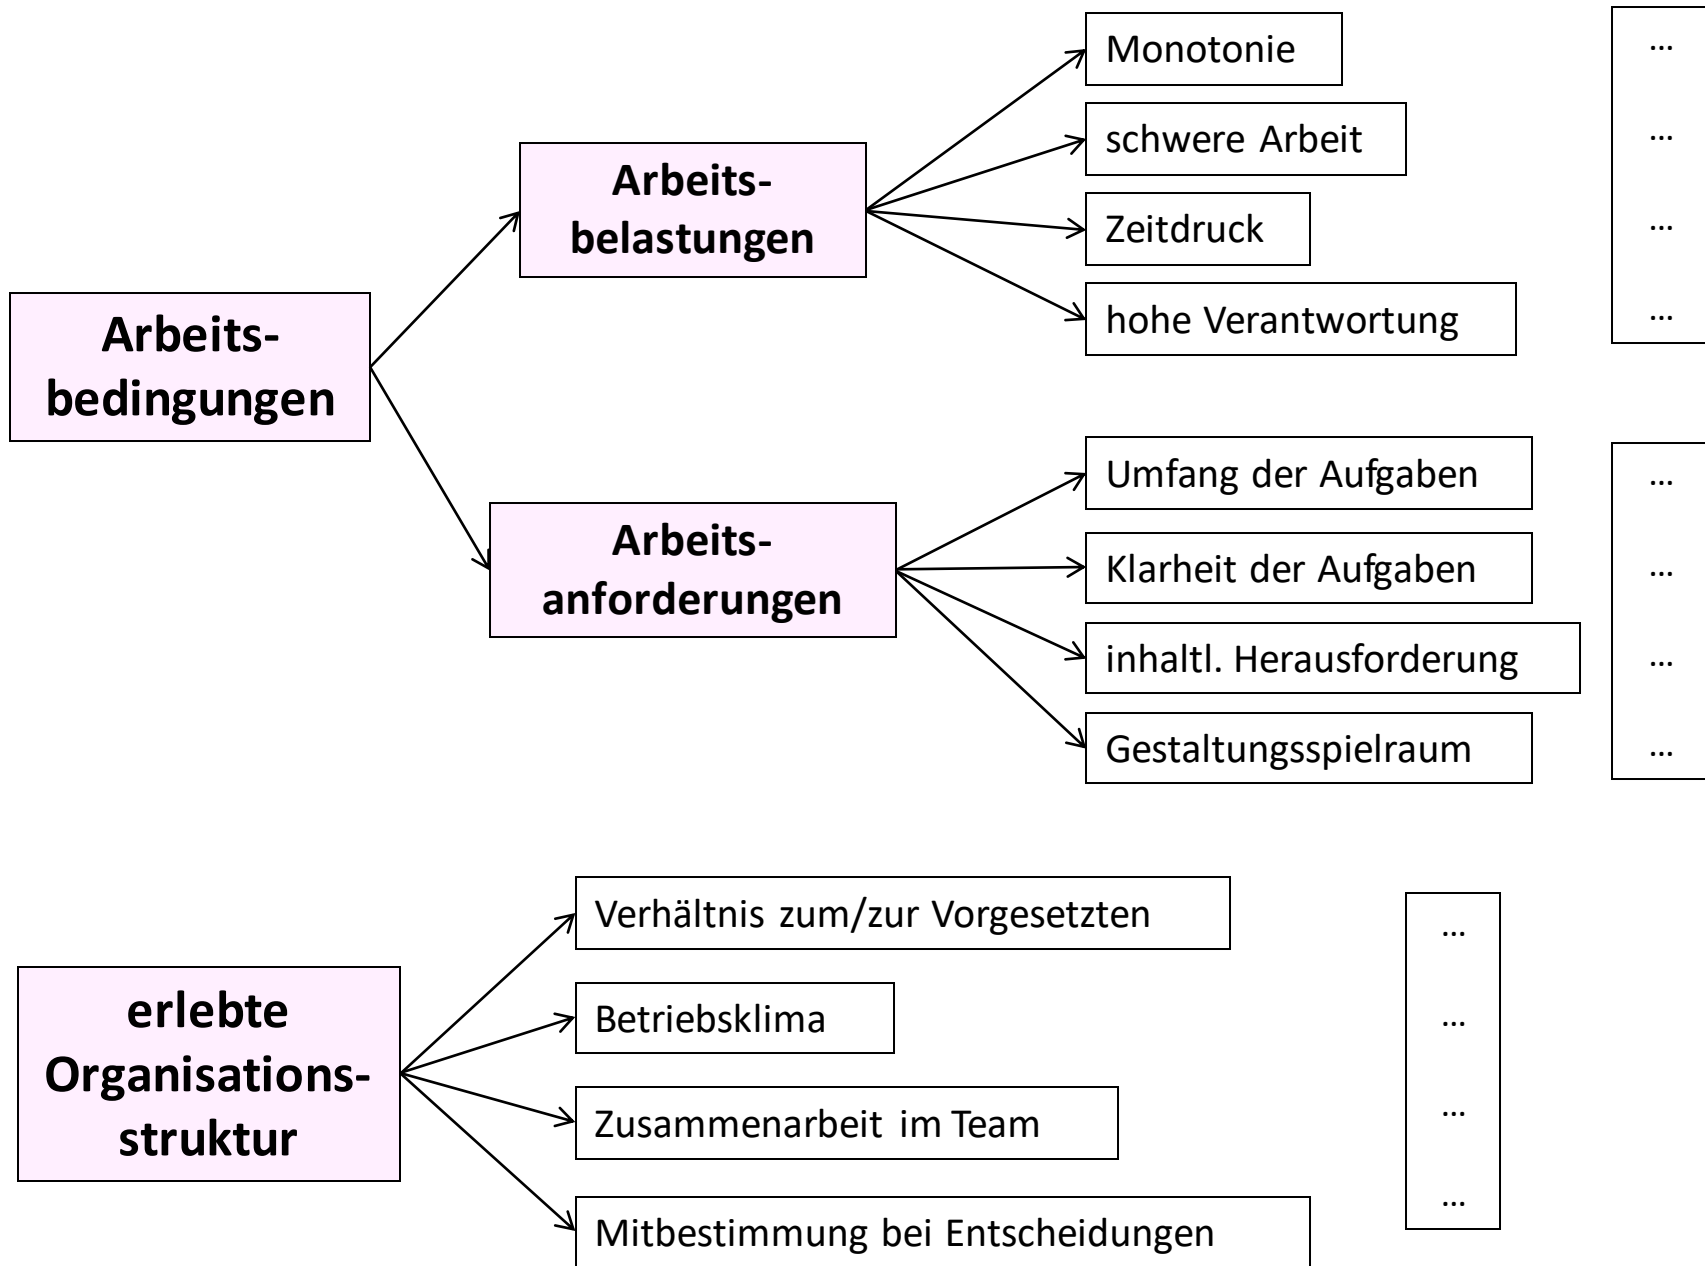 Monotonie
...
schwere Arbeit
...
Arbeits-
belastungen
Zeitdruck
...
hohe Verantwortung
...
Arbeits-
bedingungen
Umfang der Aufgaben
...
Arbeits-
anforderungen
Klarheit der Aufgaben
...
inhaltl. Herausforderung
...
Gestaltungsspielraum
...
Verhältnis zum/zur Vorgesetzten
...
erlebte
Organisations-
struktur
Betriebsklima
...
Zusammenarbeit im Team
...
Mitbestimmung bei Entscheidungen
...